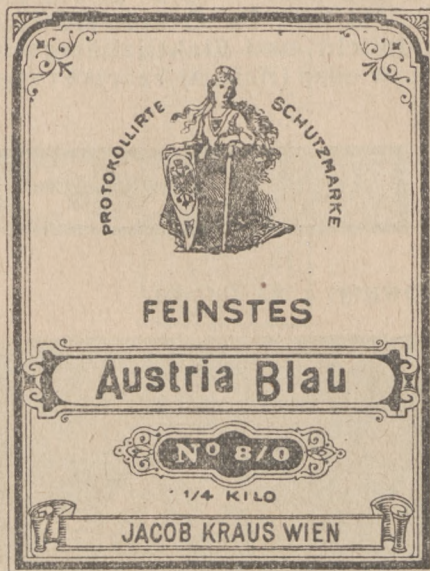 PROTOKOLLIRTE SCHUTZMARKE
FEINSTES
Austria Blau
No 8/0
1/4 KILO
JACOB KRAUS WIEN